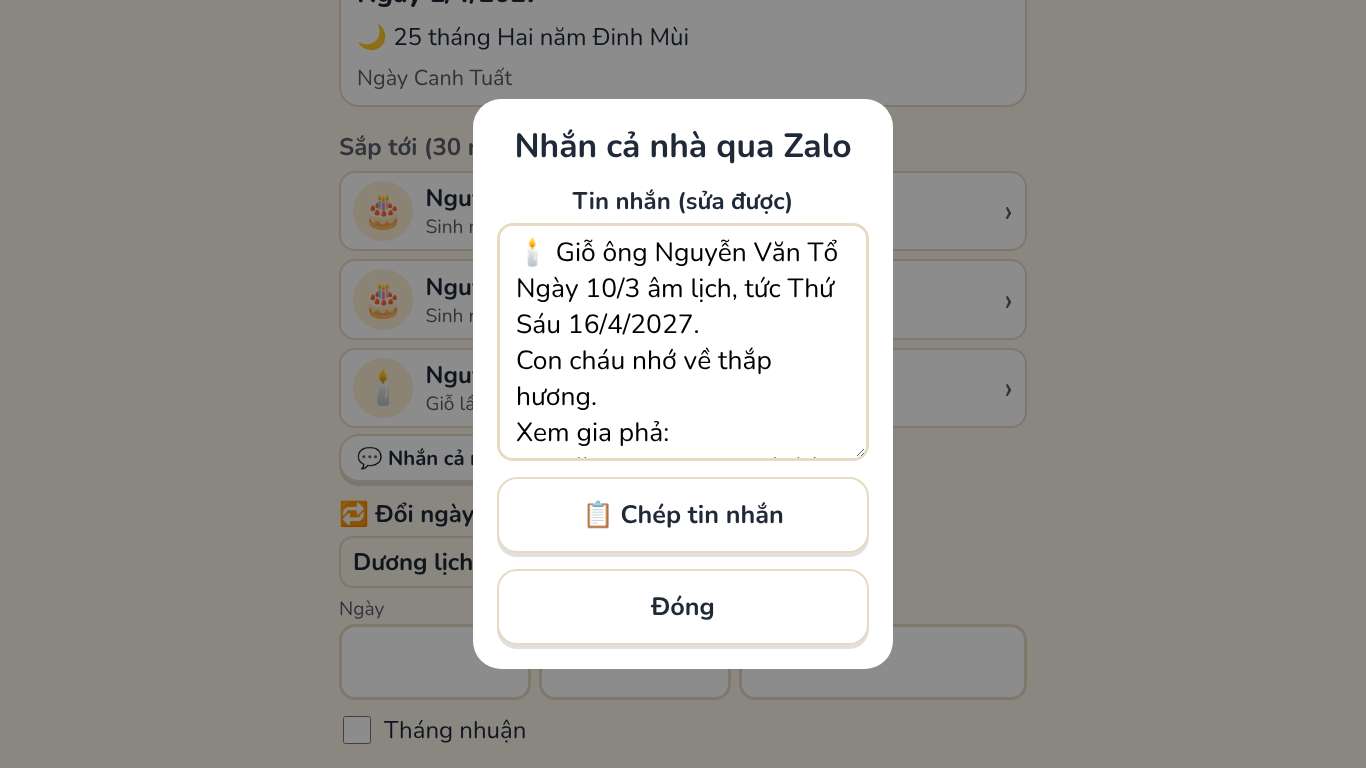 25 tháng Hai năm Đinh Mùi
Ngày Canh Tuất
Sắp tới (30
Nhắn cả nhà qua Zalo
Tin nhắn (sửa được)
Giỗ ông Nguyễn Văn Tổ
Ngày 10/3 âm lịch, tức Thứ
Sáu 16/4/2027.
Con cháu nhớ về thắp
hương.
Xem gia phả:
Sinh
Sinh
Giỗ
Nhắn cả
📋 Chép tin nhắn
Đổi ngày
Dương lịch
Đóng
Ngày
Tháng nhuận